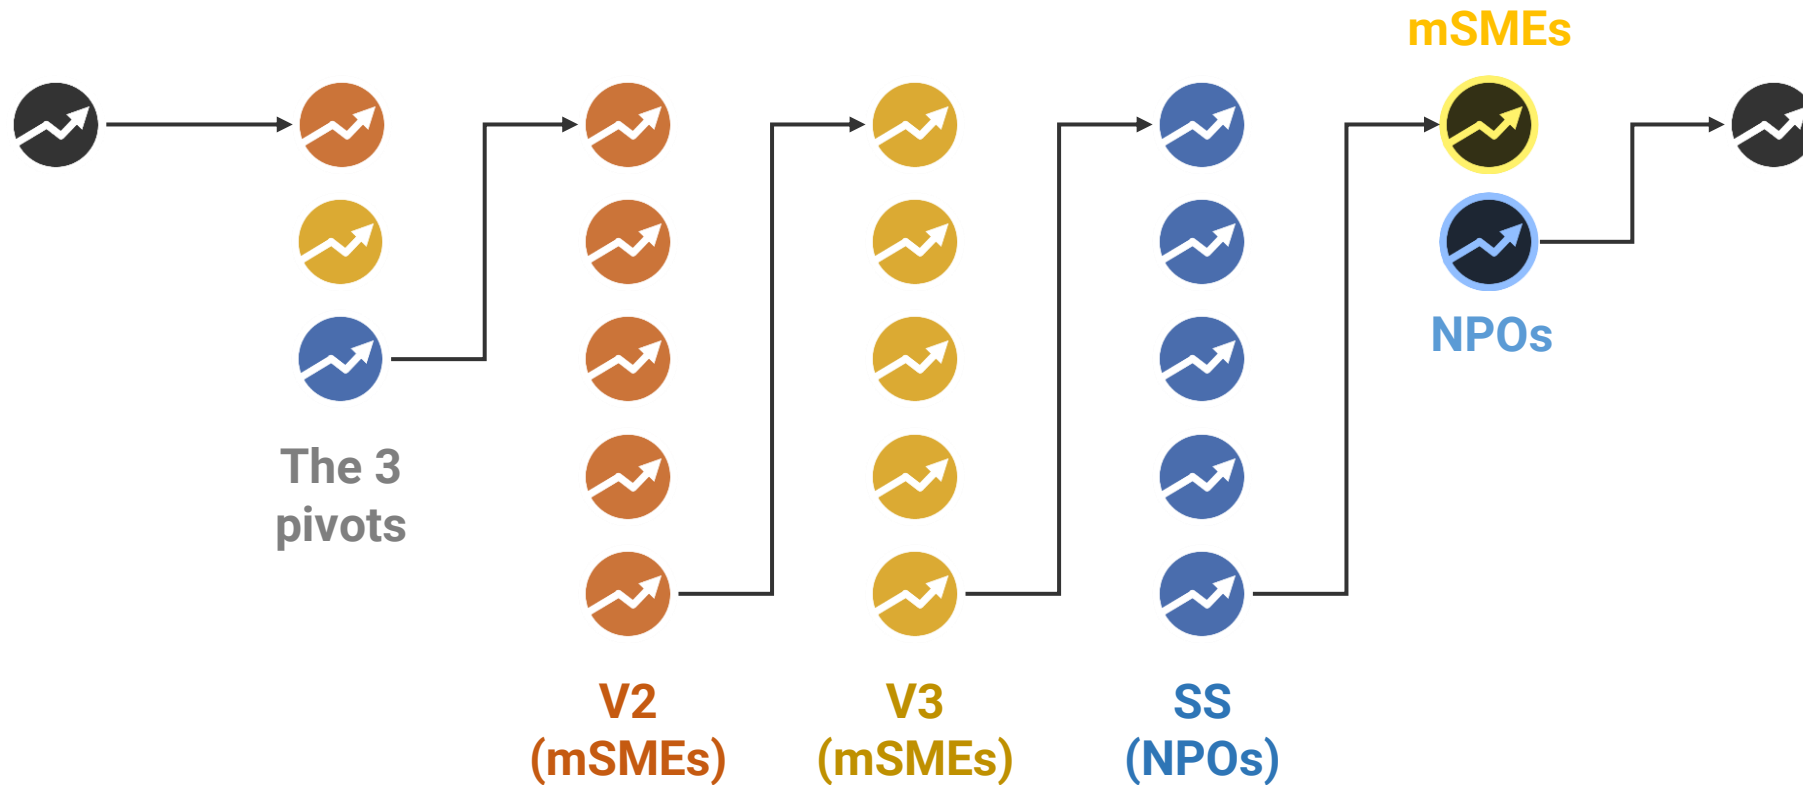 mSMEs
NPOs
The 3
pivots
V2
(mSMEs)
V3
(mSMEs)
SS
(NPOs)